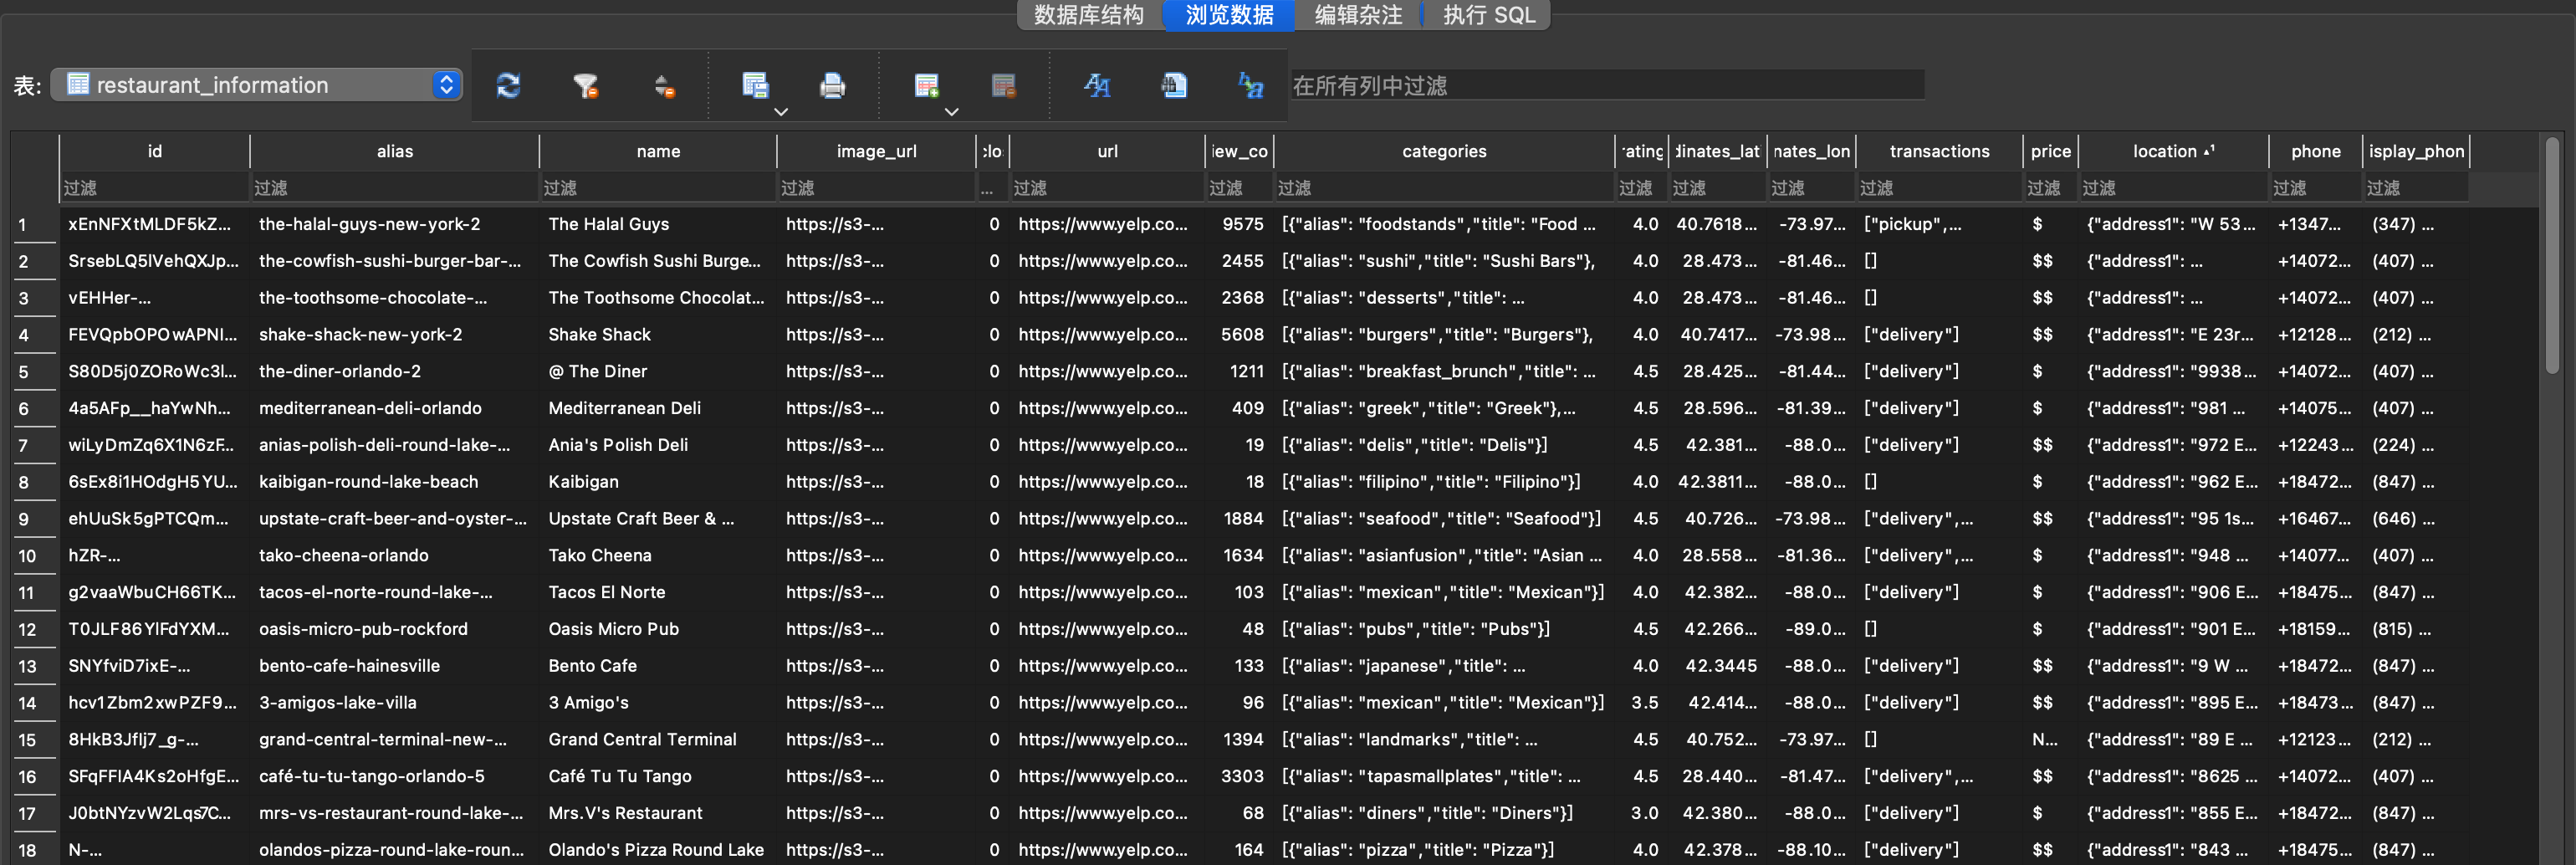 数据库结构 浏览数据 编辑杂注 执行 SQL
表: restaurant_information 在所有列中过滤
id alias name image_url :lo: url iew_co categories rating dinates_lat nates_lon transactions price location ▴1 phone isplay_phon
过滤 过滤 过滤 过滤 ... 过滤 过滤 过滤 过滤 过滤 过滤 过滤 过滤 过滤 过滤 过滤
1 xEnNFXtMLDF5kZ... the-halal-guys-new-york-2 The Halal Guys https://s3-... 0 https://www.yelp.co... 9575 [{"alias": "foodstands","title": "Food ... 4.0 40.7618... -73.97... ["pickup",... $ {"address1": "W 53... +1347... (347) ...
2 SrsebLQ5lVehQXJp... the-cowfish-sushi-burger-bar-... The Cowfish Sushi Burge... https://s3-... 0 https://www.yelp.co... 2455 [{"alias": "sushi","title": "Sushi Bars"}, 4.0 28.473... -81.46... [] $$ {"address1": ... +14072... (407) ...
3 vEHHer-... the-toothsome-chocolate-... The Toothsome Chocolat... https://s3-... 0 https://www.yelp.co... 2368 [{"alias": "desserts","title": ... 4.0 28.473... -81.46... [] $$ {"address1": ... +14072... (407) ...
4 FEVQpbOPOwAPNI... shake-shack-new-york-2 Shake Shack https://s3-... 0 https://www.yelp.co... 5608 [{"alias": "burgers","title": "Burgers"}, 4.0 40.7417... -73.98... ["delivery"] $$ {"address1": "E 23r... +12128... (212) ...
5 S80D5j0ZORoWc3l... the-diner-orlando-2 @ The Diner https://s3-... 0 https://www.yelp.co... 1211 [{"alias": "breakfast_brunch","title": ... 4.5 28.425... -81.44... ["delivery"] $ {"address1": "9938... +14072... (407) ...
6 4a5AFp__haYwNh... mediterranean-deli-orlando Mediterranean Deli https://s3-... 0 https://www.yelp.co... 409 [{"alias": "greek","title": "Greek"},... 4.5 28.596... -81.39... ["delivery"] $ {"address1": "981 ... +14075... (407) ...
7 wiLyDmZq6X1N6zF... anias-polish-deli-round-lake-... Ania's Polish Deli https://s3-... 0 https://www.yelp.co... 19 [{"alias": "delis","title": "Delis"}] 4.5 42.381... -88.0... ["delivery"] $$ {"address1": "972 E... +12243... (224) ...
8 6sEx8i1HOdgH5YU... kaibigan-round-lake-beach Kaibigan https://s3-... 0 https://www.yelp.co... 18 [{"alias": "filipino","title": "Filipino"}] 4.0 42.3811... -88.0... [] $ {"address1": "962 E... +18472... (847) ...
9 ehUuSk5gPTCQm... upstate-craft-beer-and-oyster-... Upstate Craft Beer & ... https://s3-... 0 https://www.yelp.co... 1884 [{"alias": "seafood","title": "Seafood"}] 4.5 40.726... -73.98... ["delivery",... $$ {"address1": "95 1s... +16467... (646) ...
10 hZR-... tako-cheena-orlando Tako Cheena https://s3-... 0 https://www.yelp.co... 1634 [{"alias": "asianfusion","title": "Asian ... 4.0 28.558... -81.36... ["delivery",... $ {"address1": "948 ... +14077... (407) ...
11 g2vaaWbuCH66TK... tacos-el-norte-round-lake-... Tacos El Norte https://s3-... 0 https://www.yelp.co... 103 [{"alias": "mexican","title": "Mexican"}] 4.0 42.382... -88.0... ["delivery"] $ {"address1": "906 E... +18475... (847) ...
12 T0JLF86YlFdYXM... oasis-micro-pub-rockford Oasis Micro Pub https://s3-... 0 https://www.yelp.co... 48 [{"alias": "pubs","title": "Pubs"}] 4.5 42.266... -89.0... [] $ {"address1": "901 E... +18159... (815) ...
13 SNYfviD7ixE-... bento-cafe-hainesville Bento Cafe https://s3-... 0 https://www.yelp.co... 133 [{"alias": "japanese","title": ... 4.0 42.3445 -88.0... ["delivery"] $$ {"address1": "9 W ... +18472... (847) ...
14 hcv1Zbm2xwPZF9... 3-amigos-lake-villa 3 Amigo's https://s3-... 0 https://www.yelp.co... 96 [{"alias": "mexican","title": "Mexican"}] 3.5 42.414... -88.0... ["delivery"] $$ {"address1": "895 E... +18473... (847) ...
15 8HkB3Jflj7_g-... grand-central-terminal-new-... Grand Central Terminal https://s3-... 0 https://www.yelp.co... 1394 [{"alias": "landmarks","title": ... 4.5 40.752... -73.97... [] N... {"address1": "89 E ... +12123... (212) ...
16 SFqFFlA4Ks2oHfgE... café-tu-tu-tango-orlando-5 Café Tu Tu Tango https://s3-... 0 https://www.yelp.co... 3303 [{"alias": "tapasmallplates","title": ... 4.5 28.440... -81.47... ["delivery",... $$ {"address1": "8625 ... +14072... (407) ...
17 J0btNYzvW2Lqs7C... mrs-vs-restaurant-round-lake-... Mrs.V's Restaurant https://s3-... 0 https://www.yelp.co... 68 [{"alias": "diners","title": "Diners"}] 3.0 42.380... -88.0... ["delivery"] $ {"address1": "855 E... +18472... (847) ...
18 N-... olandos-pizza-round-lake-roun... Olando's Pizza Round Lake https://s3-... 0 https://www.yelp.co... 164 [{"alias": "pizza","title": "Pizza"}] 4.0 42.378... -88.10... ["delivery"] $$ {"address1": "843 ... +18475... (847) ...